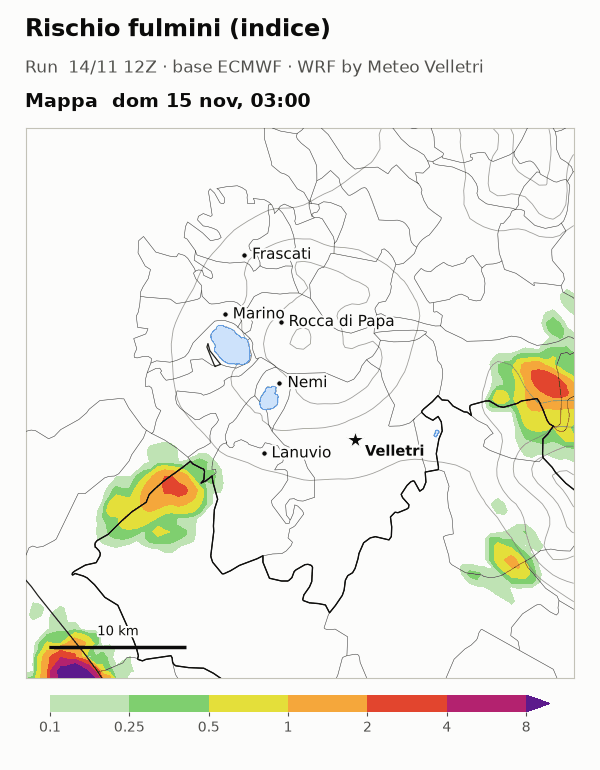 Rischio fulmini (indice)
Run 14/11 12Z · base ECMWF · WRF by Meteo Velletri
Mappa dom 15 nov, 03:00
Frascati
Marino
Rocca di Papa
Nemi
Velletri
Lanuvio
10 km
0.1 0.25 0.5 1 2 4 8